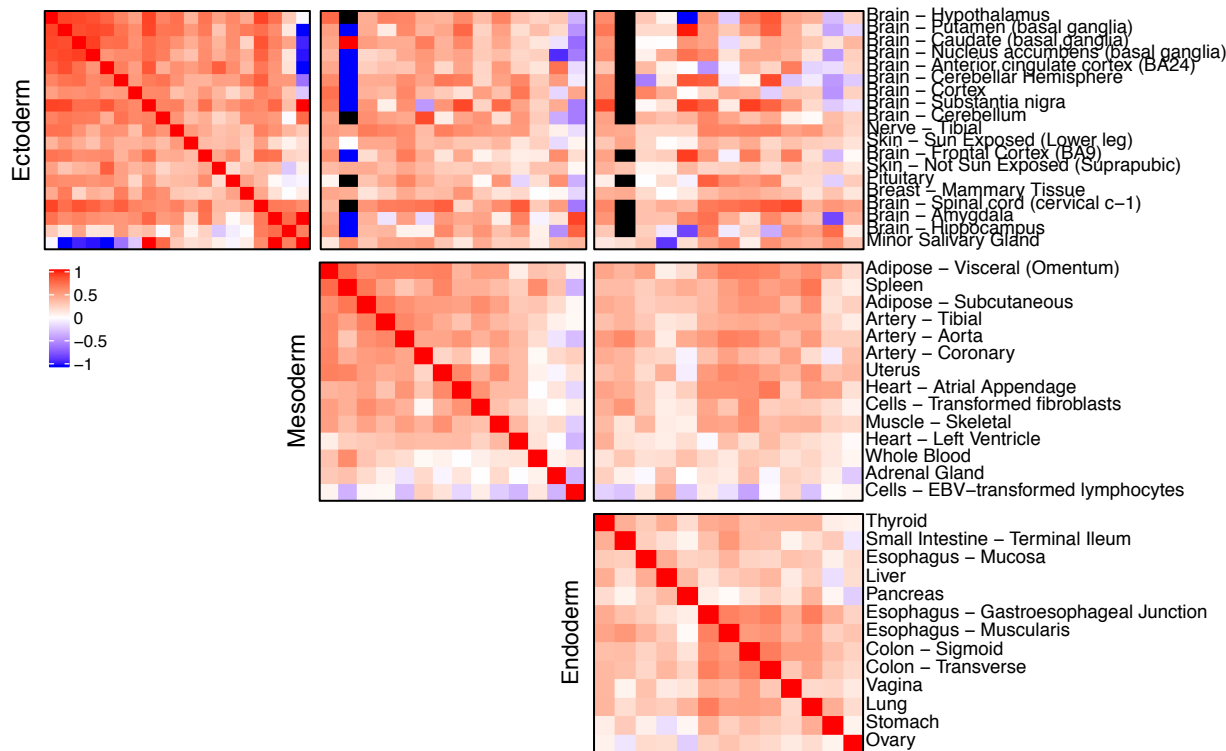 Ectoderm
Brain − Hypothalamus
Brain − Putamen (basal ganglia)
Brain − Caudate (basal ganglia)
Brain − Nucleus accumbens (basal ganglia)
Brain − Anterior cingulate cortex (BA24)
Brain − Cerebellar Hemisphere
Brain − Cortex
Brain − Substantia nigra
Brain − Cerebellum
Nerve − Tibial
Skin − Sun Exposed (Lower leg)
Brain − Frontal Cortex (BA9)
Skin − Not Sun Exposed (Suprapubic)
Pituitary
Breast − Mammary Tissue
Brain − Spinal cord (cervical c−1)
Brain − Amygdala
Brain − Hippocampus
Minor Salivary Gland
1
0.5
0
−0.5
−1
Mesoderm
Adipose − Visceral (Omentum)
Spleen
Adipose − Subcutaneous
Artery − Tibial
Artery − Aorta
Artery − Coronary
Uterus
Heart − Atrial Appendage
Cells − Transformed fibroblasts
Muscle − Skeletal
Heart − Left Ventricle
Whole Blood
Adrenal Gland
Cells − EBV−transformed lymphocytes
Endoderm
Thyroid
Small Intestine − Terminal Ileum
Esophagus − Mucosa
Liver
Pancreas
Esophagus − Gastroesophageal Junction
Esophagus − Muscularis
Colon − Sigmoid
Colon − Transverse
Vagina
Lung
Stomach
Ovary